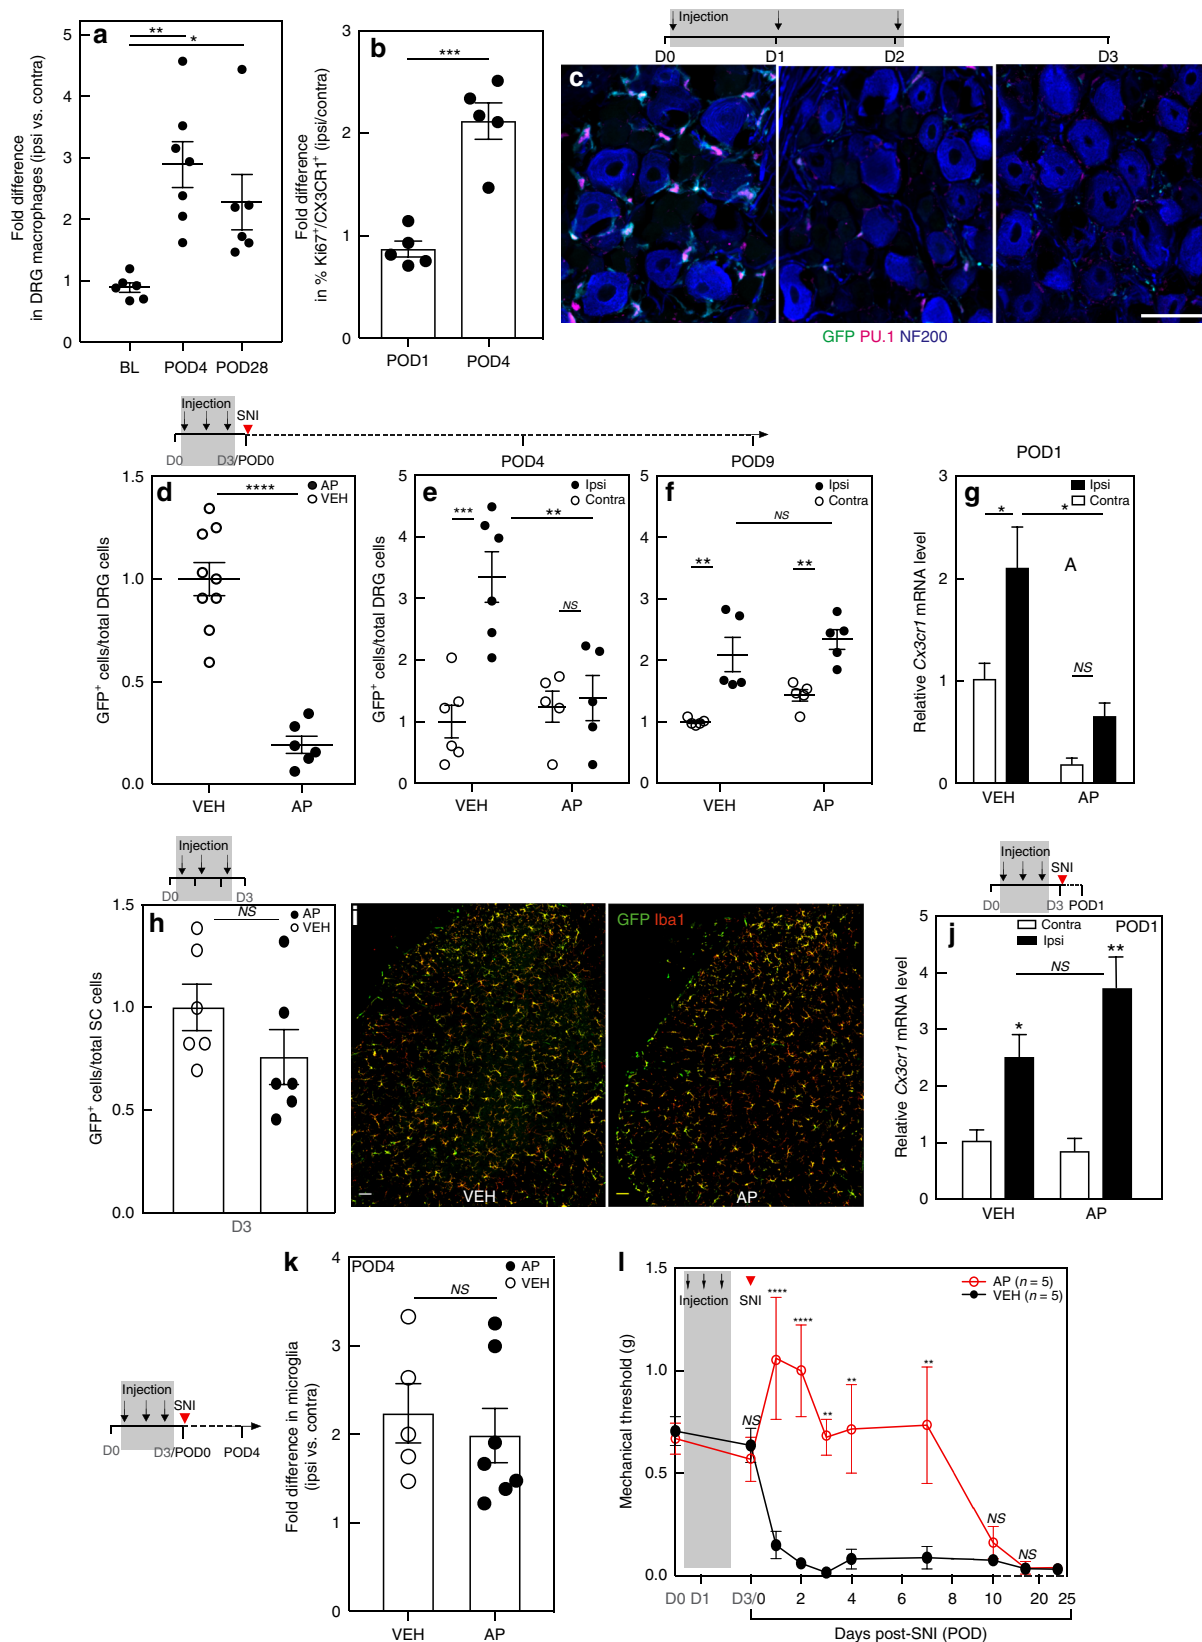 a
**
*
Fold difference
in DRG macrophages (ipsi vs. contra)
5
4
3
2
1
0
BL POD4 POD28
b
***
Fold difference
in % Ki67+/CX3CR1+ (ipsi/contra)
3
2
1
0
POD1 POD4
Injection
D0 D1 D2 D3
c
GFP PU.1 NF200
Injection
SNI
D0 D3/POD0 POD4 POD9
d
AP
VEH
****
GFP+ cells/total DRG cells
1.5
1.0
0.5
0.0
VEH AP
e
Ipsi
Contra
***
**
NS
GFP+ cells/total DRG cells
5
4
3
2
1
0
VEH AP
f
Ipsi
Contra
NS
**
**
5
4
3
2
1
0
VEH AP
POD1
g
Ipsi
Contra
*
*
A
NS
Relative Cx3cr1 mRNA level
3
2
1
0
VEH AP
Injection
D0 D3
h
NS
AP
VEH
GFP+ cells/total SC cells
1.5
1.0
0.5
0.0
D3
i
GFP Iba1
VEH
AP
Injection
SNI
D0 D3 POD1
j
Contra
Ipsi
POD1
NS
*
**
Relative Cx3cr1 mRNA level
5
4
3
2
1
0
VEH AP
Injection
SNI
D0 D3/POD0 POD4
k
POD4
AP
VEH
NS
Fold difference in microglia
(ipsi vs. contra)
4
3
2
1
0
VEH AP
l
Injection
SNI
AP (n = 5)
VEH (n = 5)
NS
****
****
**
**
**
NS
NS
Mechanical threshold (g)
1.5
1.0
0.5
0.0
D0 D1 D3/0 2 4 6 8 10 20 25
Days post-SNI (POD)